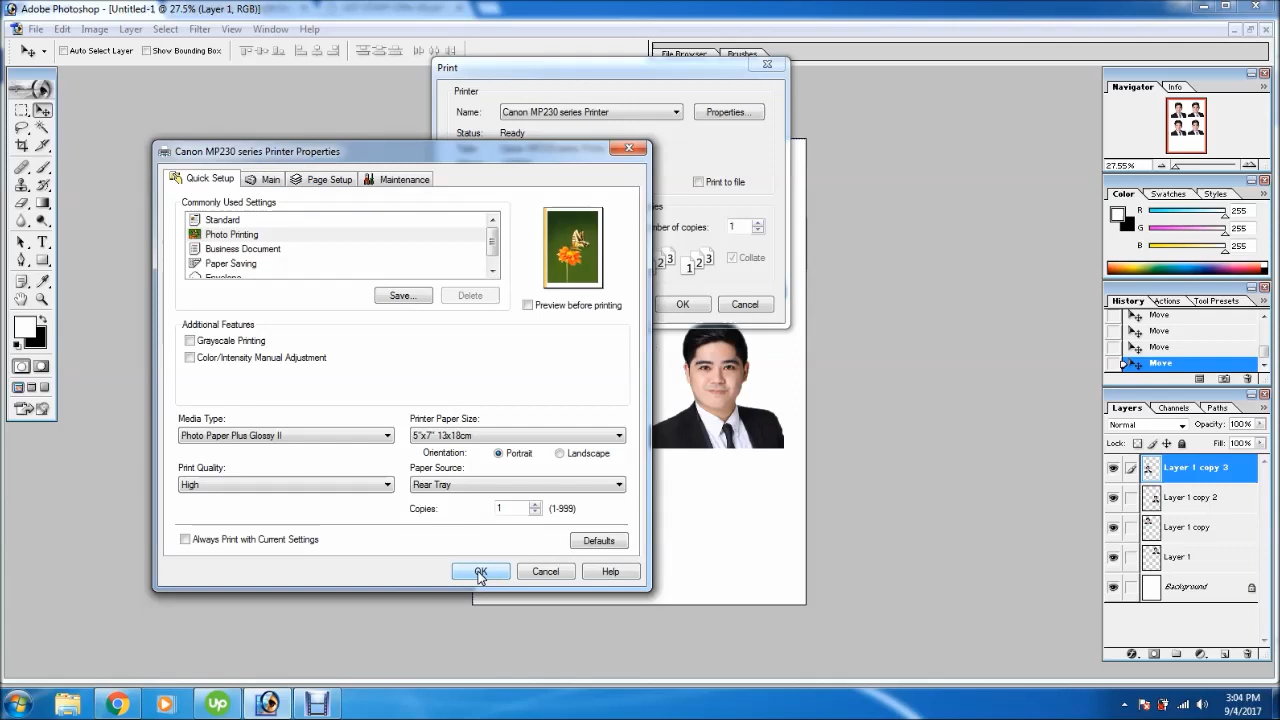 Adobe Photoshop - [Untitled-1 @ 27.5% (Layer 1, RGB)]
File Edit Image Layer Select Filter View Window Help
Auto Select Layer Show Bounding Box
File Browser Brushes
Print
Printer
Name: Canon MP230 series Printer Properties...
Status: Ready
Print to file
Number of copies: 1
Collate
OK Cancel
Canon MP230 series Printer Properties
Quick Setup Main Page Setup Maintenance
Commonly Used Settings
Standard
Photo Printing
Business Document
Paper Saving
Envelope
Save... Delete
Preview before printing
Additional Features
Grayscale Printing
Color/Intensity Manual Adjustment
Media Type:
Photo Paper Plus Glossy II
Printer Paper Size:
5"x7" 13x18cm
Orientation: Portrait Landscape
Print Quality:
High
Paper Source:
Rear Tray
Copies: 1 (1-999)
Always Print with Current Settings
Defaults
OK Cancel Help
Navigator Info
27.55%
Color Swatches Styles
R 255
G 255
B 255
History Actions Tool Presets
Move
Move
Move
Move
Layers Channels Paths
Normal Opacity: 100%
Lock: Fill: 100%
Layer 1 copy 3
Layer 1 copy 2
Layer 1 copy
Layer 1
Background
Up
3:04 PM
9/4/2017